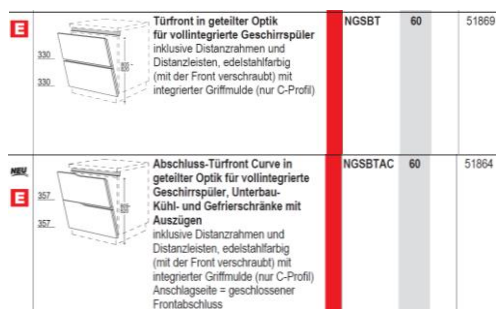 E
330
330
Türfront in geteilter Optik
für vollintegrierte Geschirrspüler
inklusive Distanzrahmen und
Distanzleisten, edelstahlfarbig
(mit der Front verschraubt) mit
integrierter Griffmulde (nur C-Profil)
NGSBT 60 51869
NEU
E
357
357
Abschluss-Türfront Curve in
geteilter Optik für vollintegrierte
Geschirrspüler, Unterbau-
Kühl- und Gefrierschränke mit
Auszügen
inklusive Distanzrahmen und
Distanzleisten, edelstahlfarbig
(mit der Front verschraubt) mit
integrierter Griffmulde (nur C-Profil)
Anschlagseite = geschlossener
Frontabschluss
NGSBTAC 60 51864